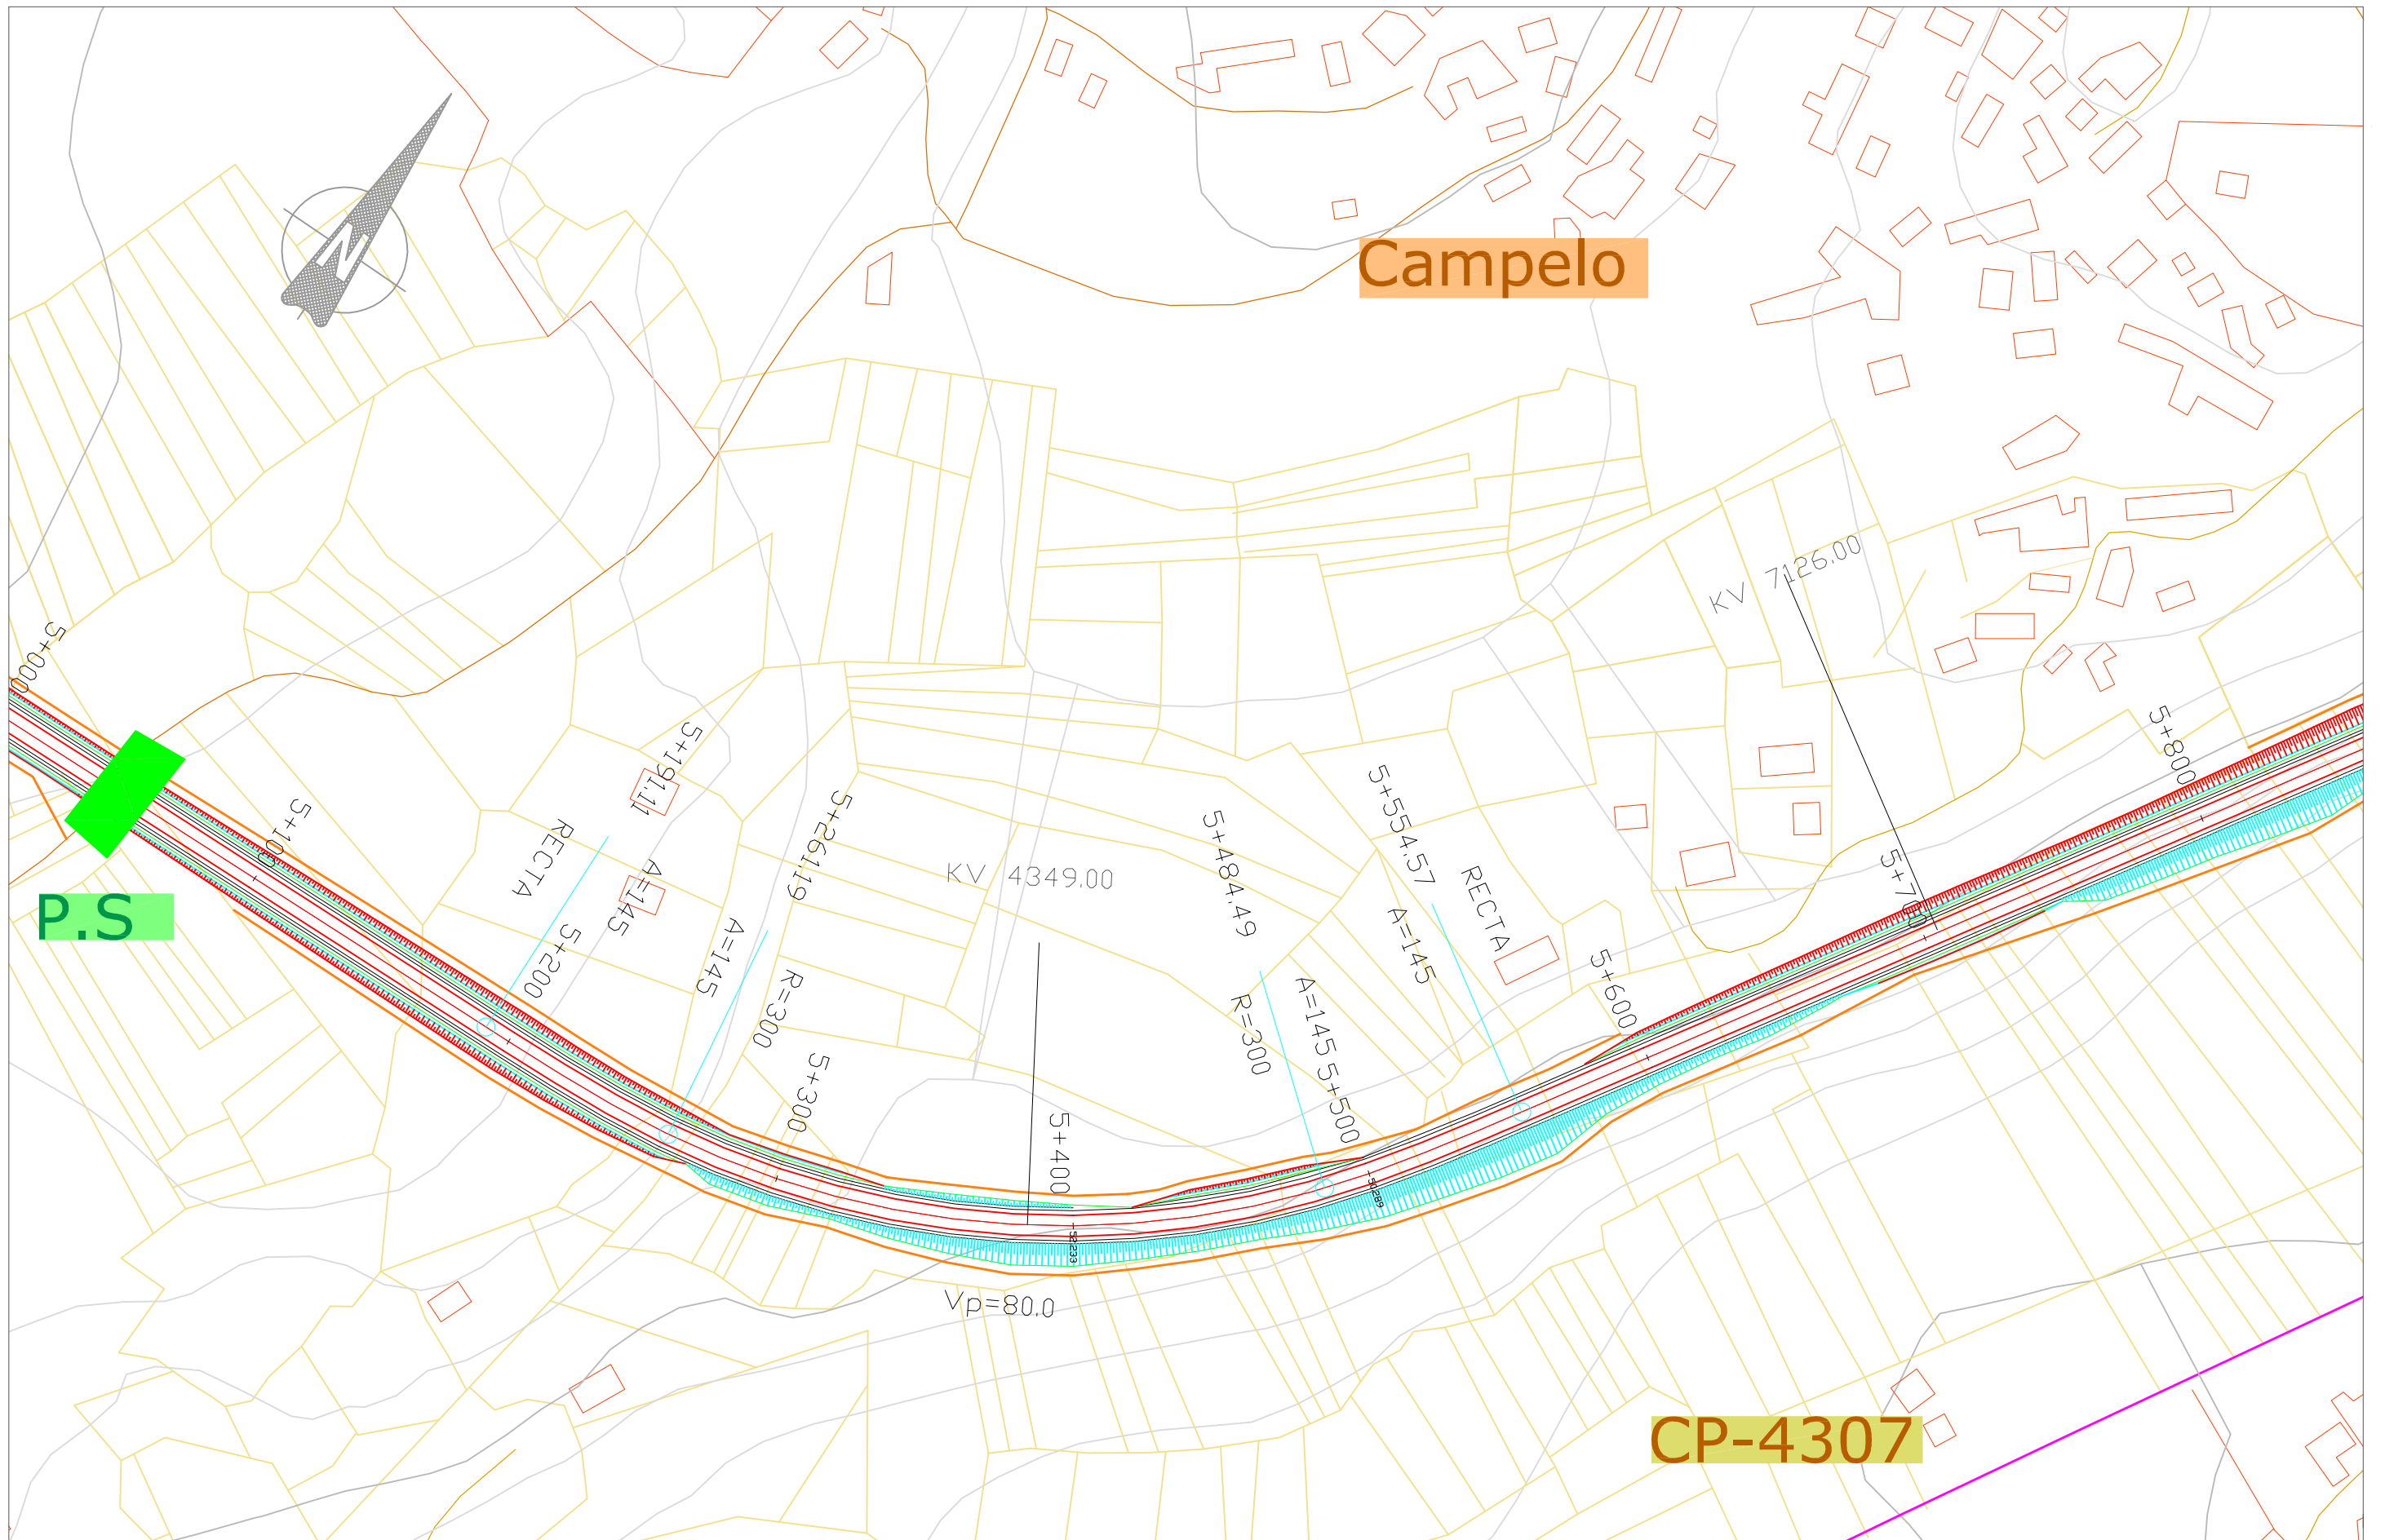 N
Campelo
KV 7126.00
5+000
5+191.11
5+800
5+100
RECTA
A=145
5+261.19
KV 4349.00
5+484.49
5+554.57
RECTA
5+700
P.S
5+200
A=145
R=300
A=145
5+600
R=300
A=145
5+500
5+300
5+400
50289
52233
Vp=80.0
CP-4307